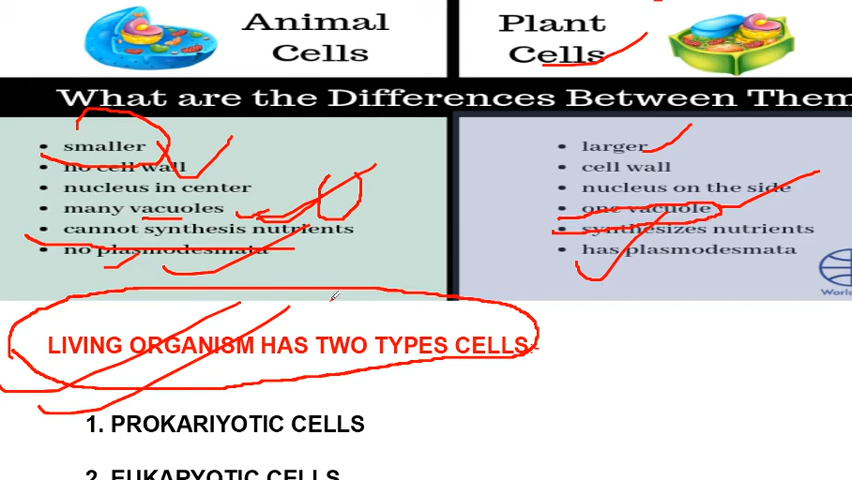 Animal
Cells
Plant
Cells
What are the Differences Between Them
smaller
no cell wall
nucleus in center
many vacuoles
cannot synthesis nutrients
no plasmodesmata
larger
cell wall
nucleus on the side
one vacuole
synthesizes nutrients
has plasmodesmata
World
LIVING ORGANISM HAS TWO TYPES CELLS:-
1. PROKARIYOTIC CELLS
2. EUKARYOTIC CELLS